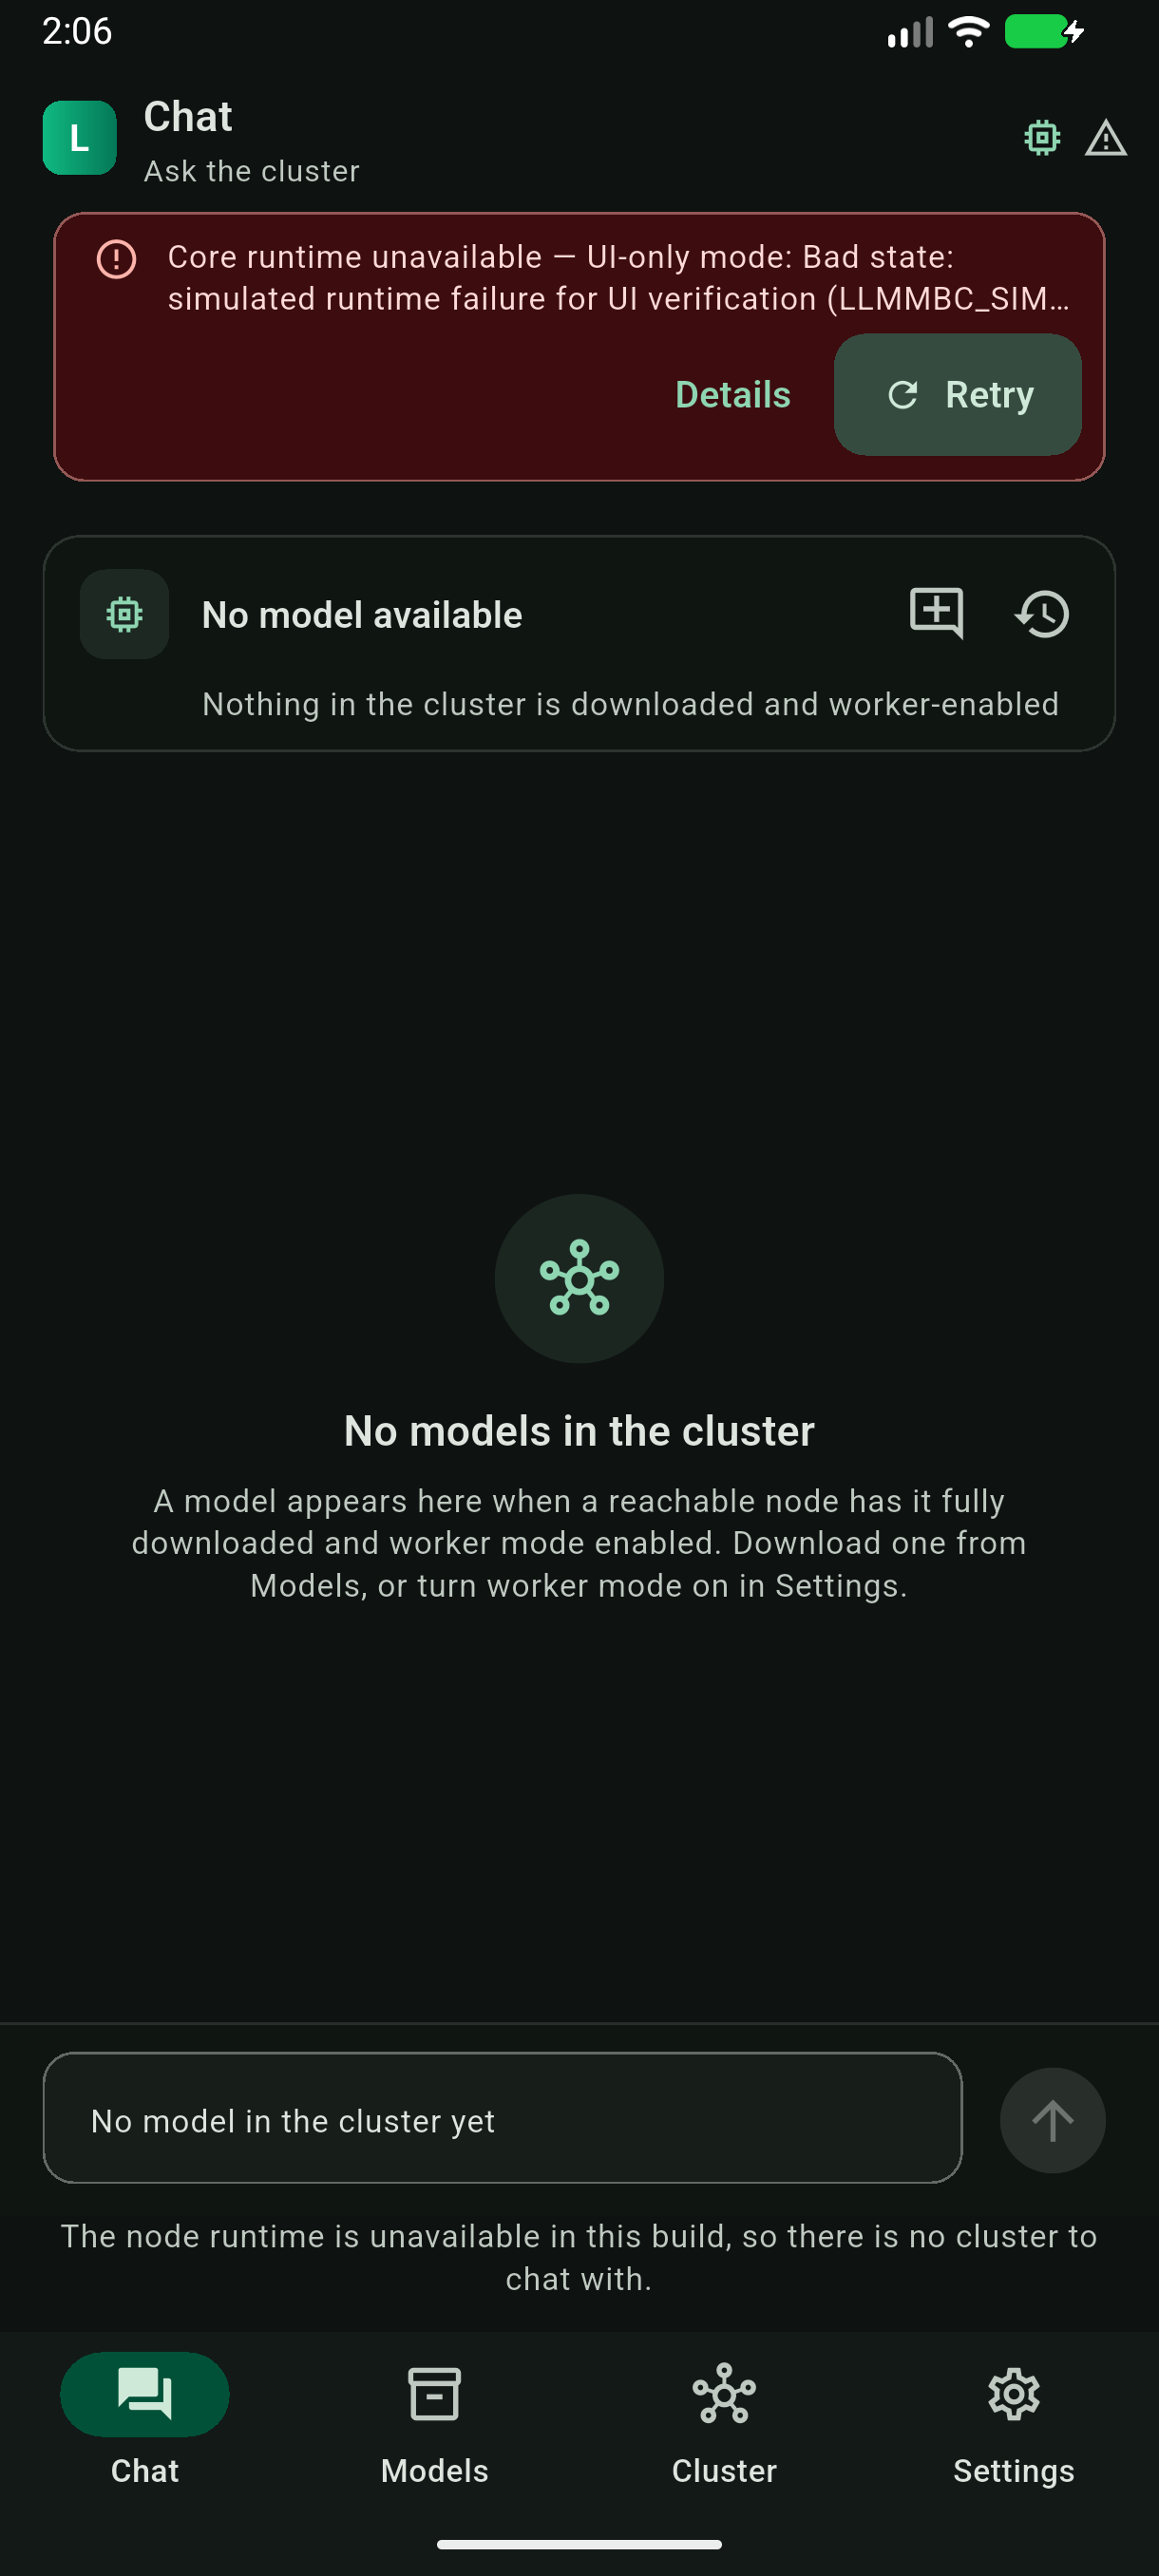 2:06
L
Chat
Ask the cluster
Core runtime unavailable — UI-only mode: Bad state:
simulated runtime failure for UI verification (LLMMBC_SIM…
Details
Retry
No model available
Nothing in the cluster is downloaded and worker-enabled
No models in the cluster
A model appears here when a reachable node has it fully
downloaded and worker mode enabled. Download one from
Models, or turn worker mode on in Settings.
No model in the cluster yet
The node runtime is unavailable in this build, so there is no cluster to
chat with.
Chat
Models
Cluster
Settings